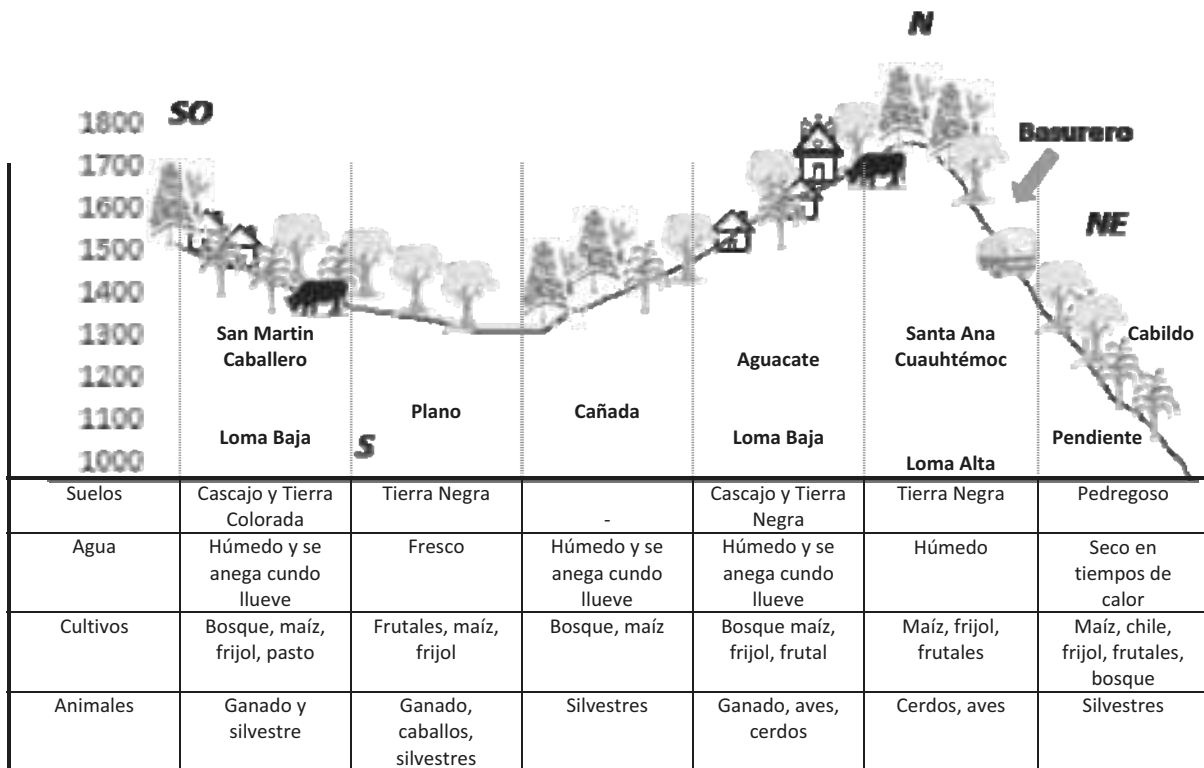 N
SO
1800
Basurero
1700
1600
NE
1500
1400
1300
San Martin
Caballero
Santa Ana
Cuauhtémoc
Cabildo
Aguacate
1200
1100
Plano
Cañada
Loma Baja
S
Loma Baja
Pendiente
1000
Loma Alta
Suelos
Cascajo y Tierra
Colorada
Tierra Negra
-
Cascajo y Tierra
Negra
Tierra Negra
Pedregoso
Agua
Húmedo y se
anega cundo
llueve
Fresco
Húmedo y se
anega cundo
llueve
Húmedo y se
anega cundo
llueve
Húmedo
Seco en
tiempos de
calor
Cultivos
Bosque, maíz,
frijol, pasto
Frutales, maíz,
frijol
Bosque, maíz
Bosque maíz,
frijol, frutal
Maíz, frijol,
frutales
Maíz, chile,
frijol, frutales,
bosque
Animales
Ganado y
silvestre
Ganado,
caballos,
silvestres
Silvestres
Ganado, aves,
cerdos
Cerdos, aves
Silvestres